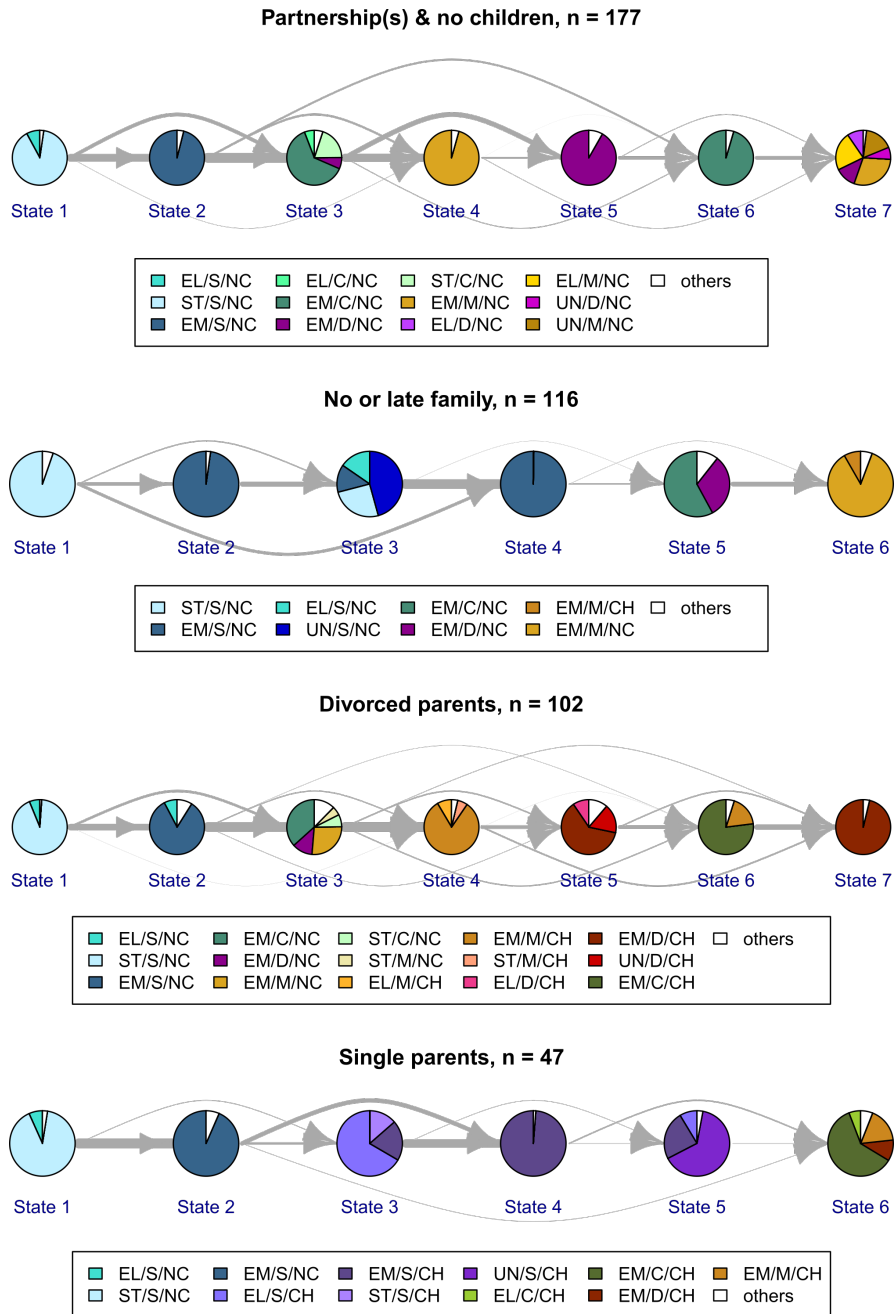 Partnership(s) & no children, n = 177
State 1 State 2 State 3 State 4 State 5 State 6 State 7
EL/S/NC EL/C/NC ST/C/NC EL/M/NC others
ST/S/NC EM/C/NC EM/M/NC UN/D/NC
EM/S/NC EM/D/NC EL/D/NC UN/M/NC
No or late family, n = 116
State 1 State 2 State 3 State 4 State 5 State 6
ST/S/NC EL/S/NC EM/C/NC EM/M/CH others
EM/S/NC UN/S/NC EM/D/NC EM/M/NC
Divorced parents, n = 102
State 1 State 2 State 3 State 4 State 5 State 6 State 7
EL/S/NC EM/C/NC ST/C/NC EM/M/CH EM/D/CH others
ST/S/NC EM/D/NC ST/M/NC ST/M/CH UN/D/CH
EM/S/NC EM/M/NC EL/M/CH EL/D/CH EM/C/CH
Single parents, n = 47
State 1 State 2 State 3 State 4 State 5 State 6
EL/S/NC EM/S/NC EM/S/CH UN/S/CH EM/C/CH EM/M/CH
ST/S/NC EL/S/CH ST/S/CH EL/C/CH EM/D/CH others